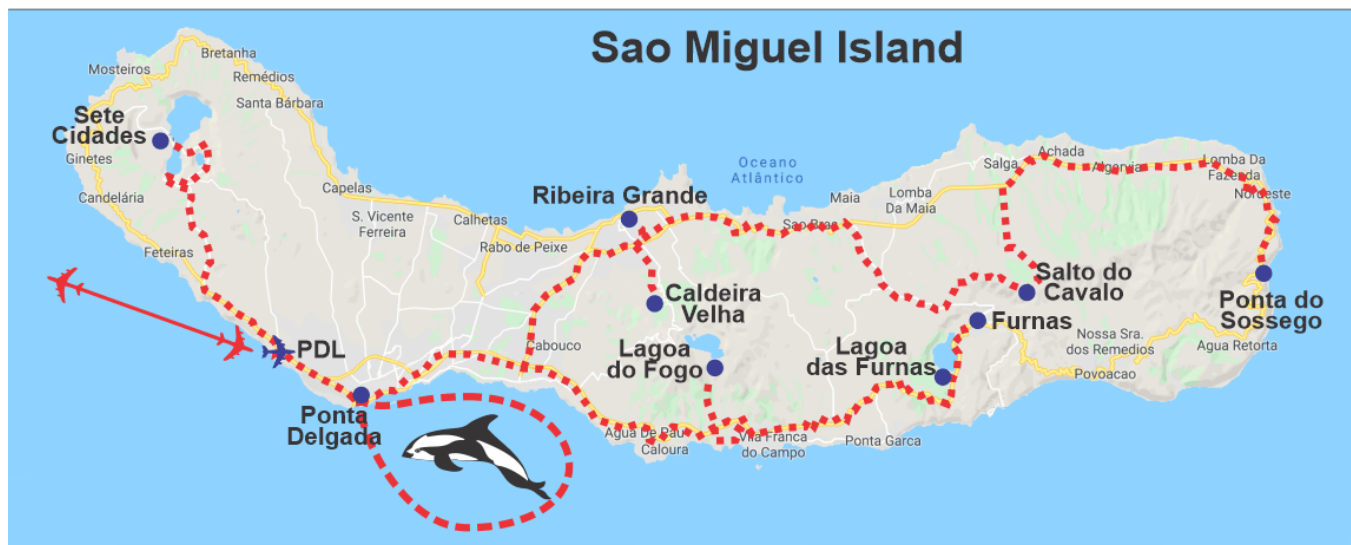 Sao Miguel Island
Bretanha
Mosteiros
Remédios
Santa Bárbara
Sete
Cidades
Ginetes
Candelária
Capelas
S. Vicente
Ferreira
Calhetas
Feteiras
Rabo de Peixe
Ribeira Grande
Oceano
Atlântico
Maia
Lomba
Da Maia
Sao Bras
Salga
Achada
Algarvia
Lomba Da
Fazenda
Nordeste
Caldeira
Velha
Salto do
Cavalo
Ponta do
Sossego
Furnas
Nossa Sra.
dos Remedios
Agua Retorta
Povoacao
PDL
Cabouco
Lagoa
do Fogo
Lagoa
das Furnas
Ponta
Delgada
Agua De Pau
Caloura
Vila Franca
do Campo
Ponta Garca